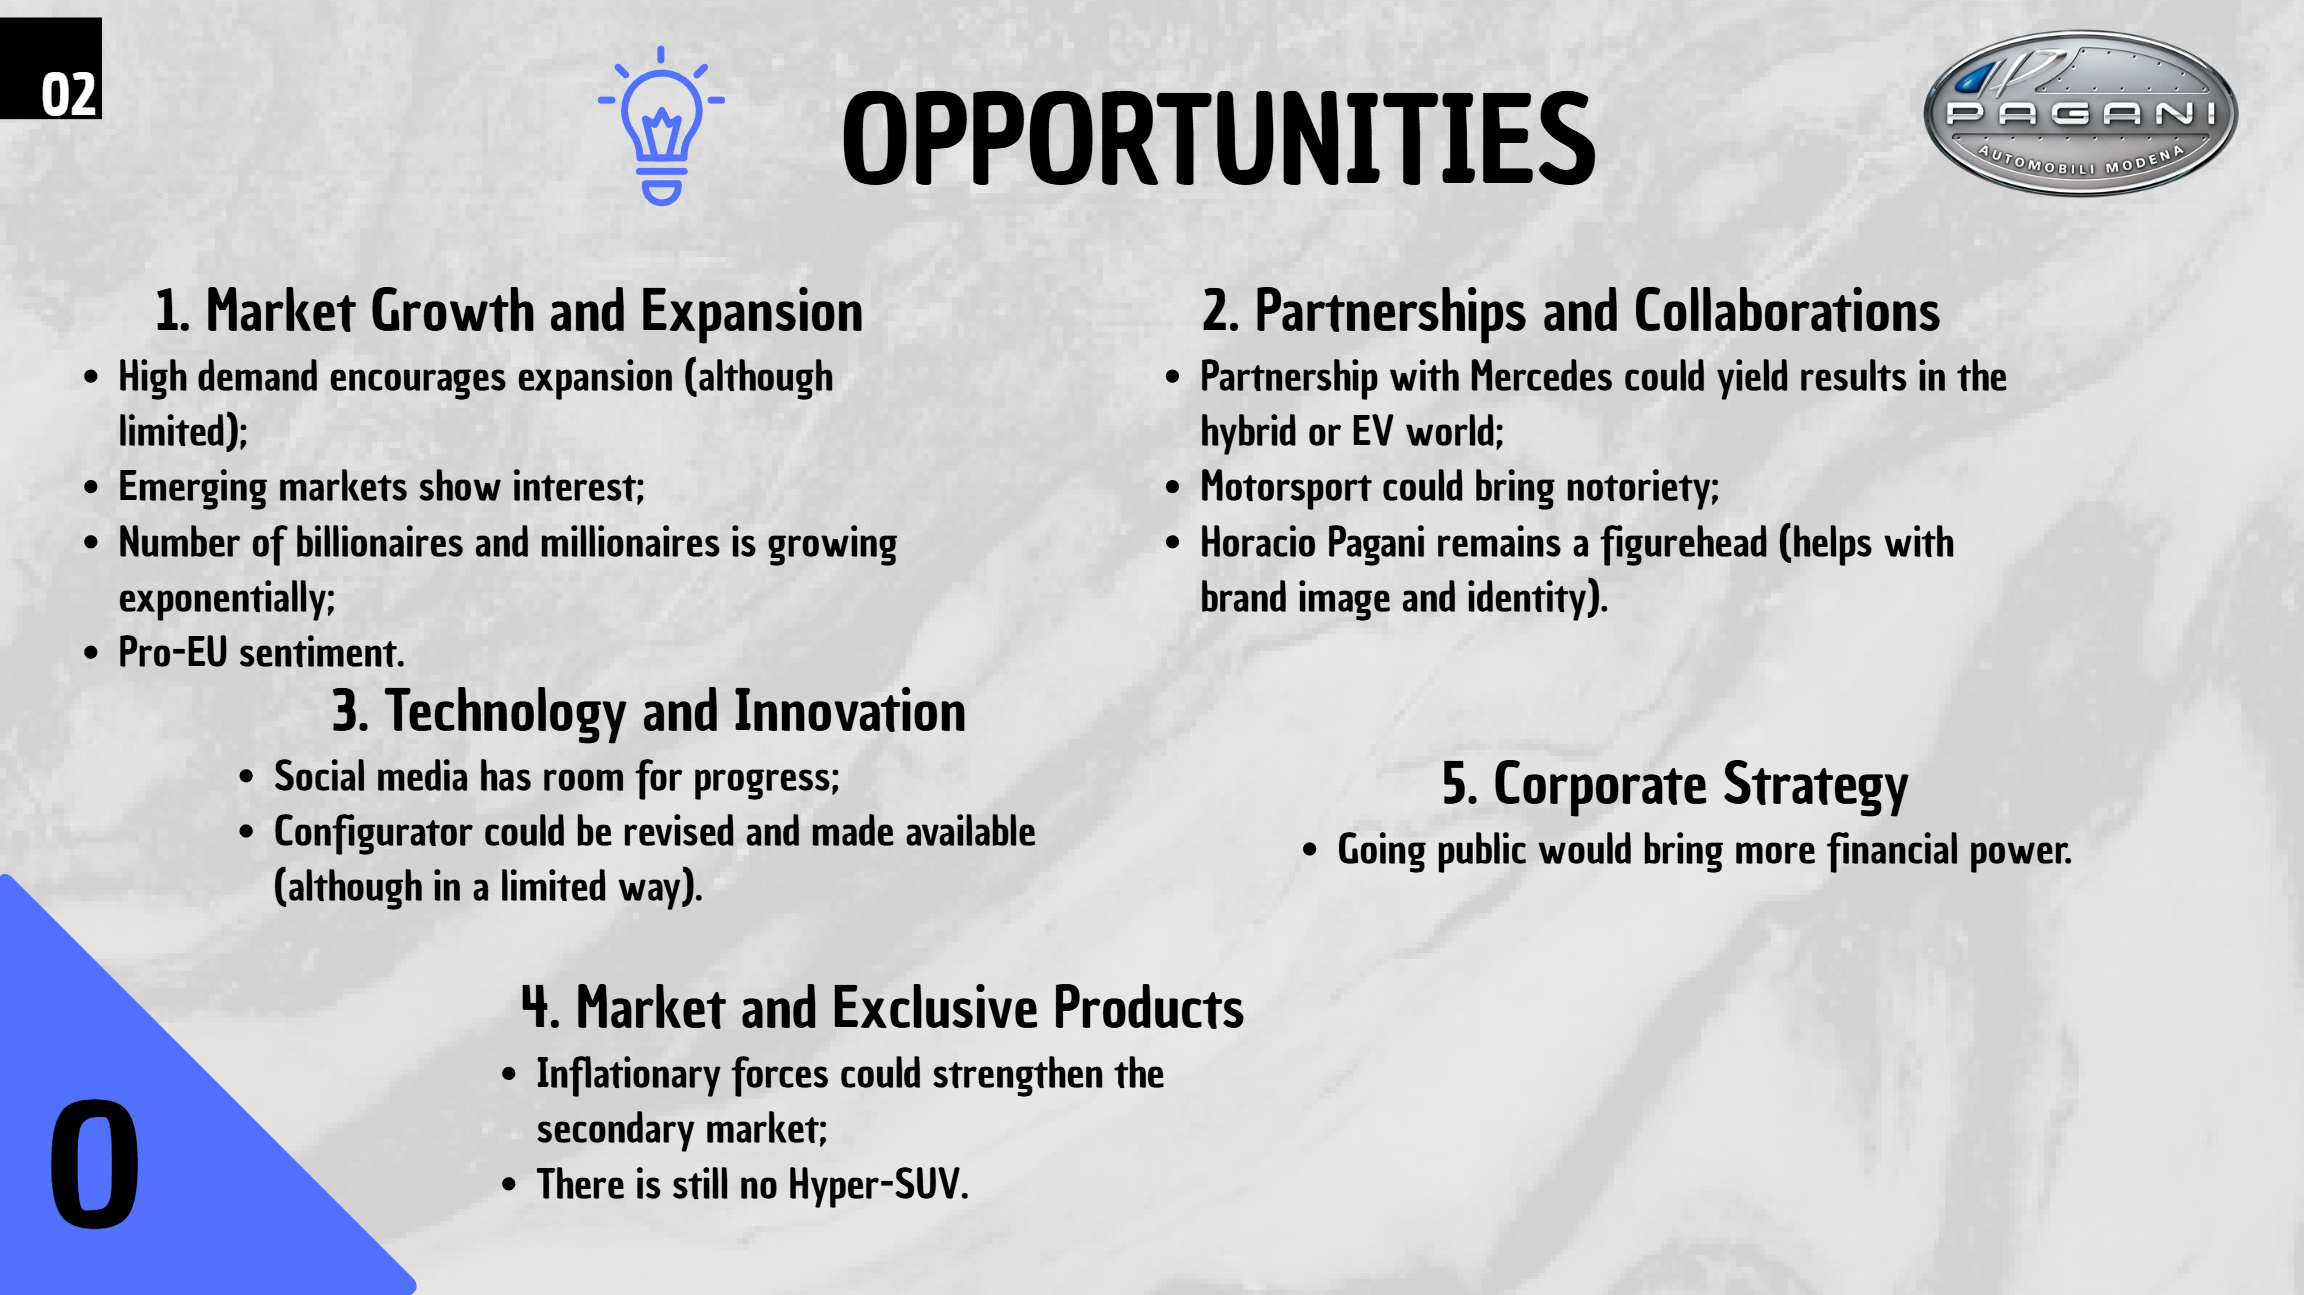 02
OPPORTUNITIES
PAGANI
AUTOMOBILI MODENA
1. Market Growth and Expansion
• High demand encourages expansion (although
limited);
• Emerging markets show interest;
• Number of billionaires and millionaires is growing
exponentially;
• Pro-EU sentiment.
2. Partnerships and Collaborations
• Partnership with Mercedes could yield results in the
hybrid or EV world;
• Motorsport could bring notoriety;
• Horacio Pagani remains a figurehead (helps with
brand image and identity).
3. Technology and Innovation
• Social media has room for progress;
• Configurator could be revised and made available
(although in a limited way).
4. Market and Exclusive Products
• Inflationary forces could strengthen the
secondary market;
• There is still no Hyper-SUV.
5. Corporate Strategy
• Going public would bring more financial power.
O